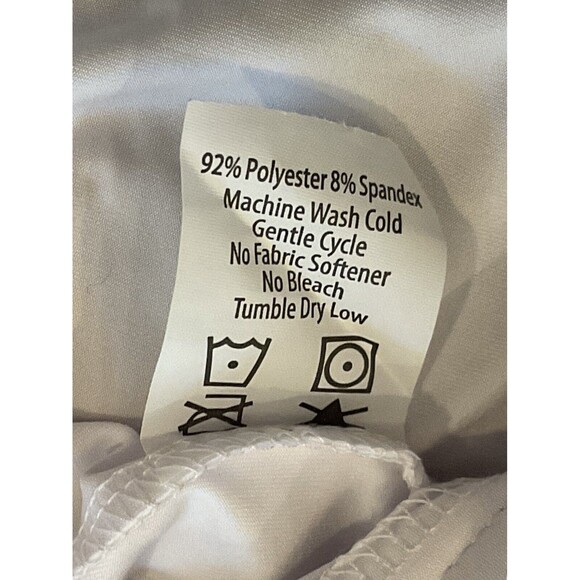 92% Polyester 8% Spandex
Machine Wash Cold
Gentle Cycle
No Fabric Softener
No Bleach
Tumble Dry Low